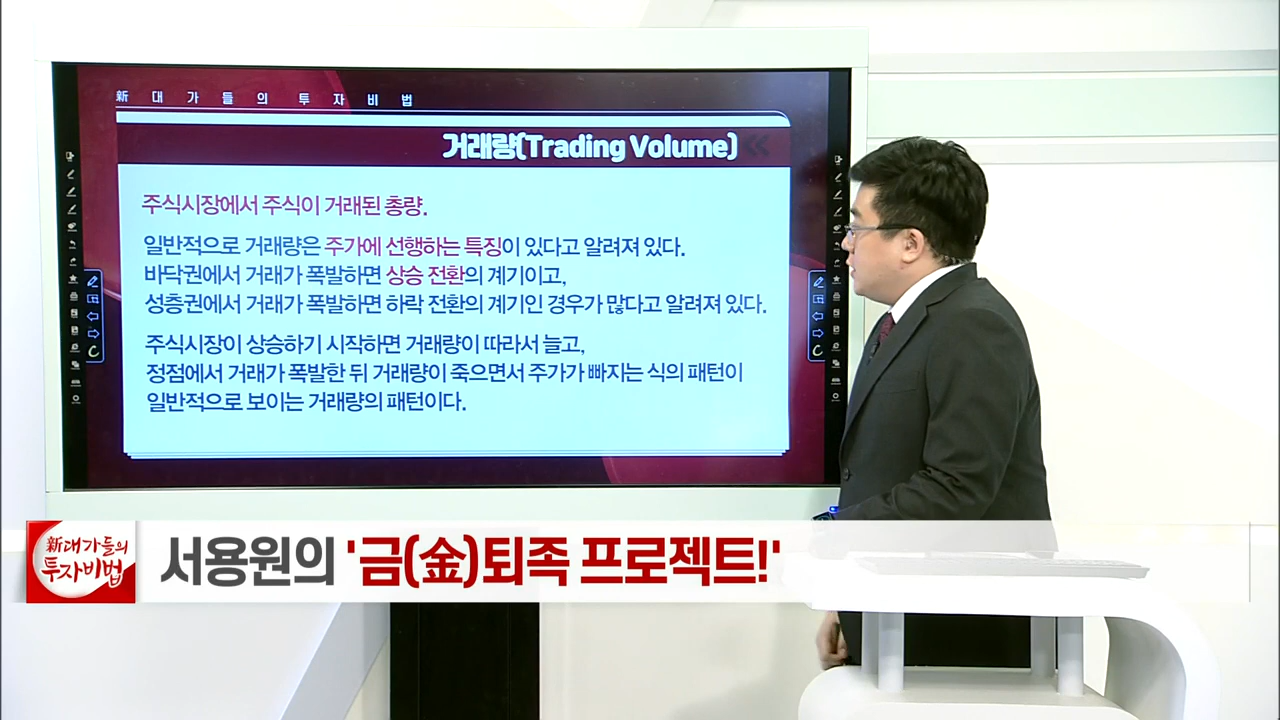 新 대 가 들 의 투 자 비 법
거래량(Trading Volume)
주식시장에서 주식이 거래된 총량.
일반적으로 거래량은 주가에 선행하는 특징이 있다고 알려져 있다.
바닥권에서 거래가 폭발하면 상승 전환의 계기이고,
성층권에서 거래가 폭발하면 하락 전환의 계기인 경우가 많다고 알려져 있다.
주식시장이 상승하기 시작하면 거래량이 따라서 늘고,
정점에서 거래가 폭발한 뒤 거래량이 죽으면서 주가가 빠지는 식의 패턴이
일반적으로 보이는 거래량의 패턴이다.
新대가들의
투자비법
서용원의 '금(金)퇴족 프로젝트!'